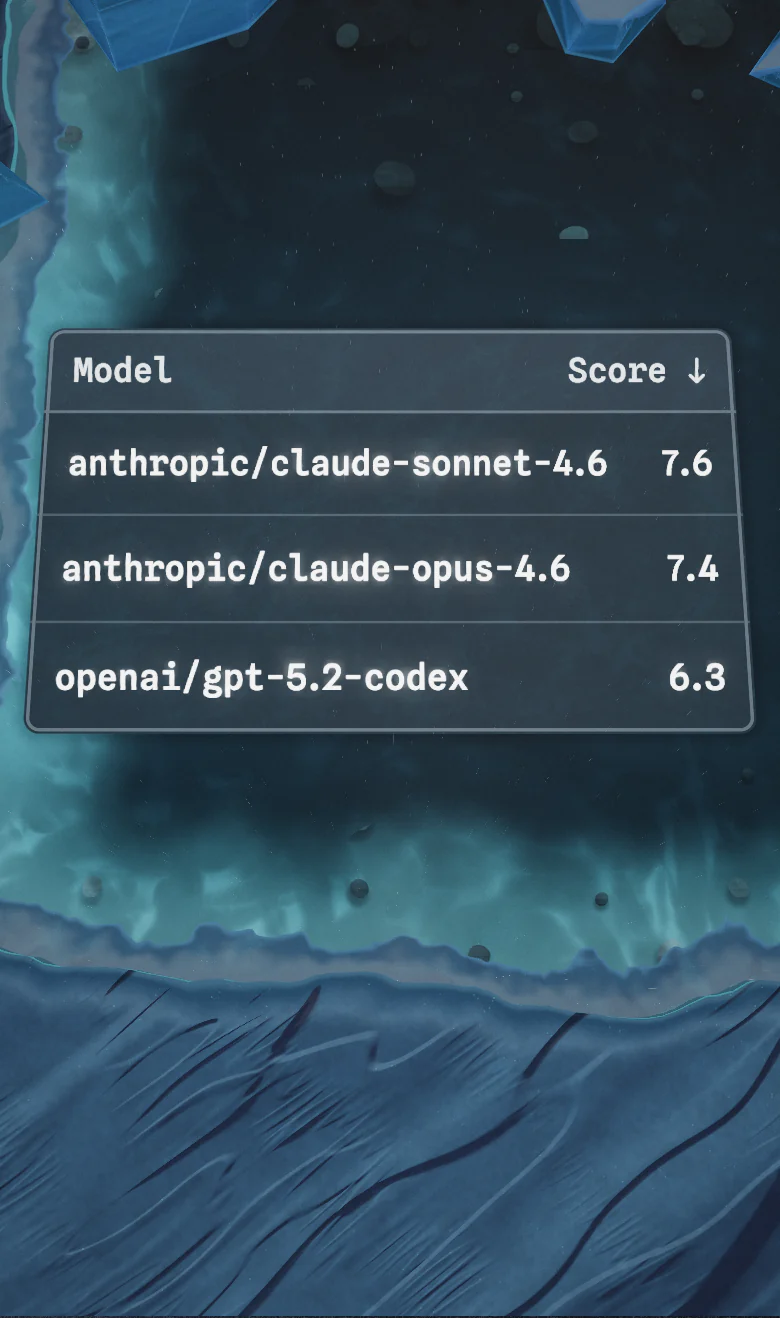 Model Score ↓
anthropic/claude-sonnet-4.6 7.6
anthropic/claude-opus-4.6 7.4
openai/gpt-5.2-codex 6.3